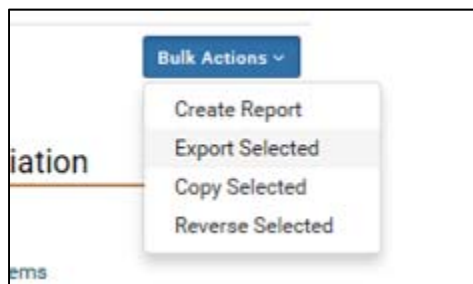 Bulk Actions
Create Report
iation
Export Selected
Copy Selected
Reverse Selected
ems